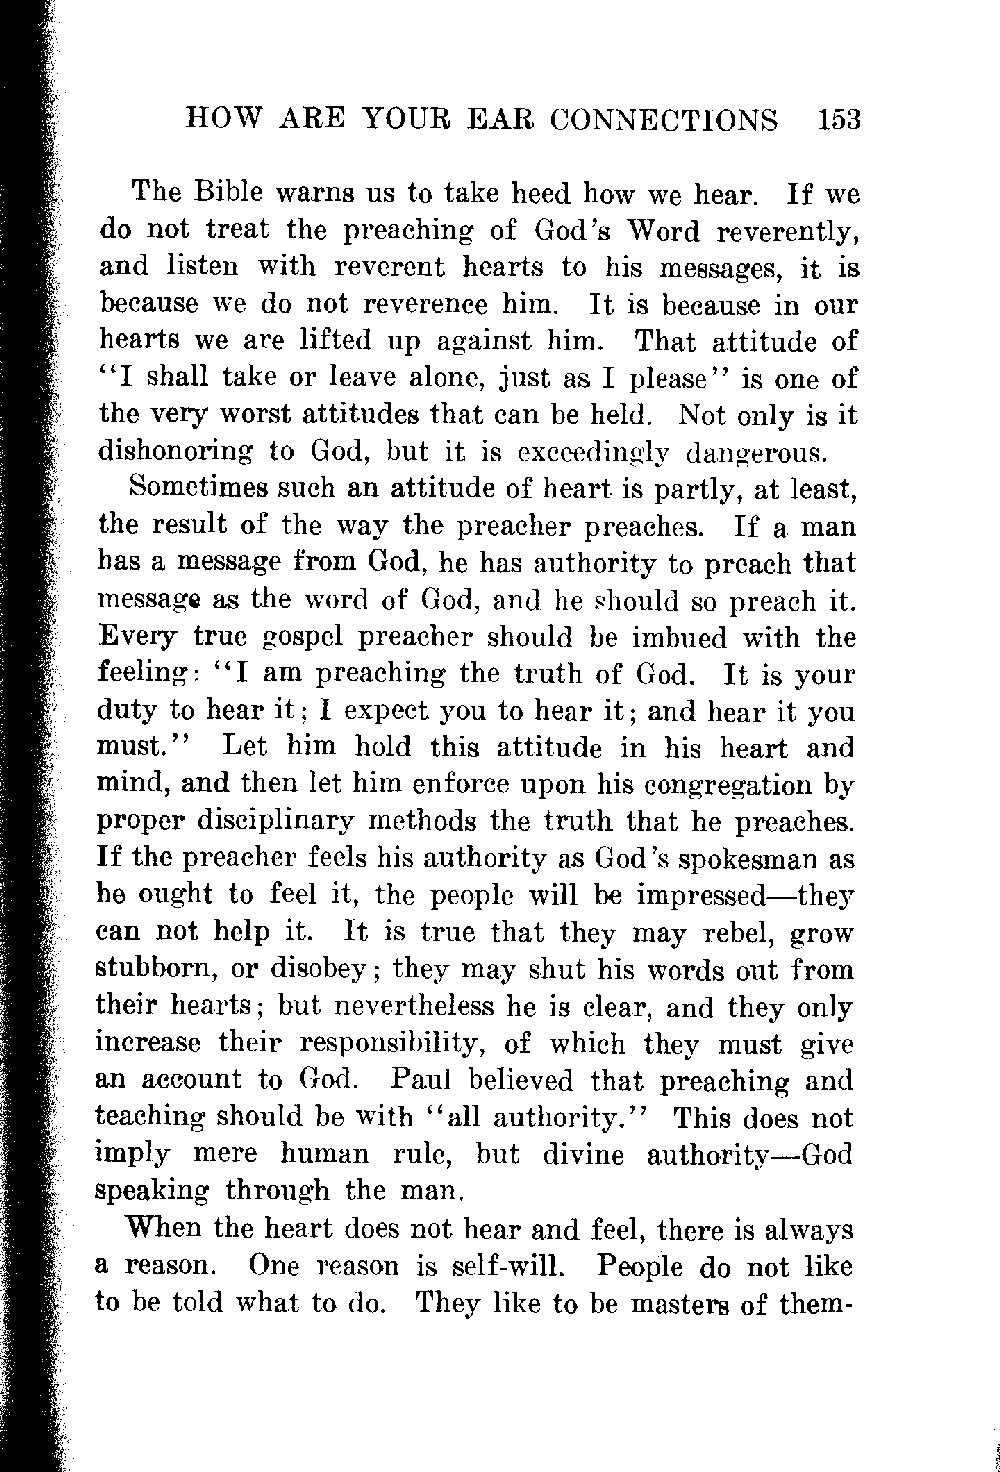 HOW ARE YOUR EAR CONNECTIONS 153
The Bible warns us to take heed how we hear. If we
do not treat the preaching of God's Word reverently,
and listen with reverent hearts to his messages, it is
because we do not reverence him. It is because in our
hearts we are lifted up against him. That attitude of
"I shall take or leave alone, just as I please" is one of
the very worst attitudes that can be held. Not only is it
dishonoring to God, but it is exceedingly dangerous.
Sometimes such an attitude of heart is partly, at least,
the result of the way the preacher preaches. If a man
has a message from God, he has authority to preach that
message as the word of God, and he should so preach it.
Every true gospel preacher should be imbued with the
feeling: "I am preaching the truth of God. It is your
duty to hear it; I expect you to hear it; and hear it you
must." Let him hold this attitude in his heart and
mind, and then let him enforce upon his congregation by
proper disciplinary methods the truth that he preaches.
If the preacher feels his authority as God's spokesman as
he ought to feel it, the people will be impressed—they
can not help it. It is true that they may rebel, grow
stubborn, or disobey; they may shut his words out from
their hearts; but nevertheless he is clear, and they only
increase their responsibility, of which they must give
an account to God. Paul believed that preaching and
teaching should be with "all authority." This does not
imply mere human rule, but divine authority—God
speaking through the man.
When the heart does not hear and feel, there is always
a reason. One reason is self-will. People do not like
to be told what to do. They like to be masters of them-